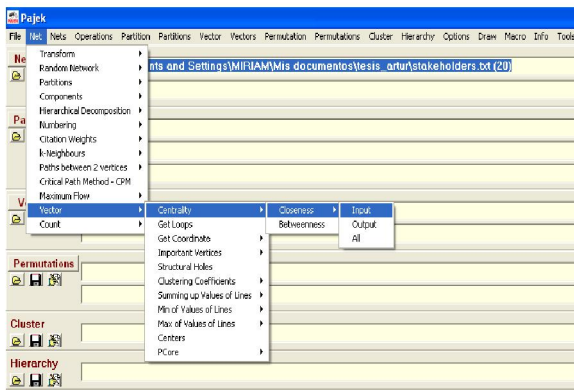 Pajek
File Net Nets Operations Partition Partitions Vector Vectors Permutation Permutations Cluster Hierarchy Options Draw Macro Info Tools
Ne
nts and Settings\MIRIAM\Mis documentos\tesis_artur\stakeholders.txt (20)
Transform
Random Network
Partitions
Components
Hierarchical Decomposition
Numbering
Citation Weights
k-Neighbours
Paths between 2 vertices
Critical Path Method - CPM
Maximum Flow
Vector
Count
Pa
V
Centrality
Get Loops
Get Coordinate
Important Vertices
Structural Holes
Clustering Coefficients
Summing up Values of Lines
Min of Values of Lines
Max of Values of Lines
Centers
PCore
Closeness
Betweenness
Input
Output
All
Permutations
Cluster
Hierarchy